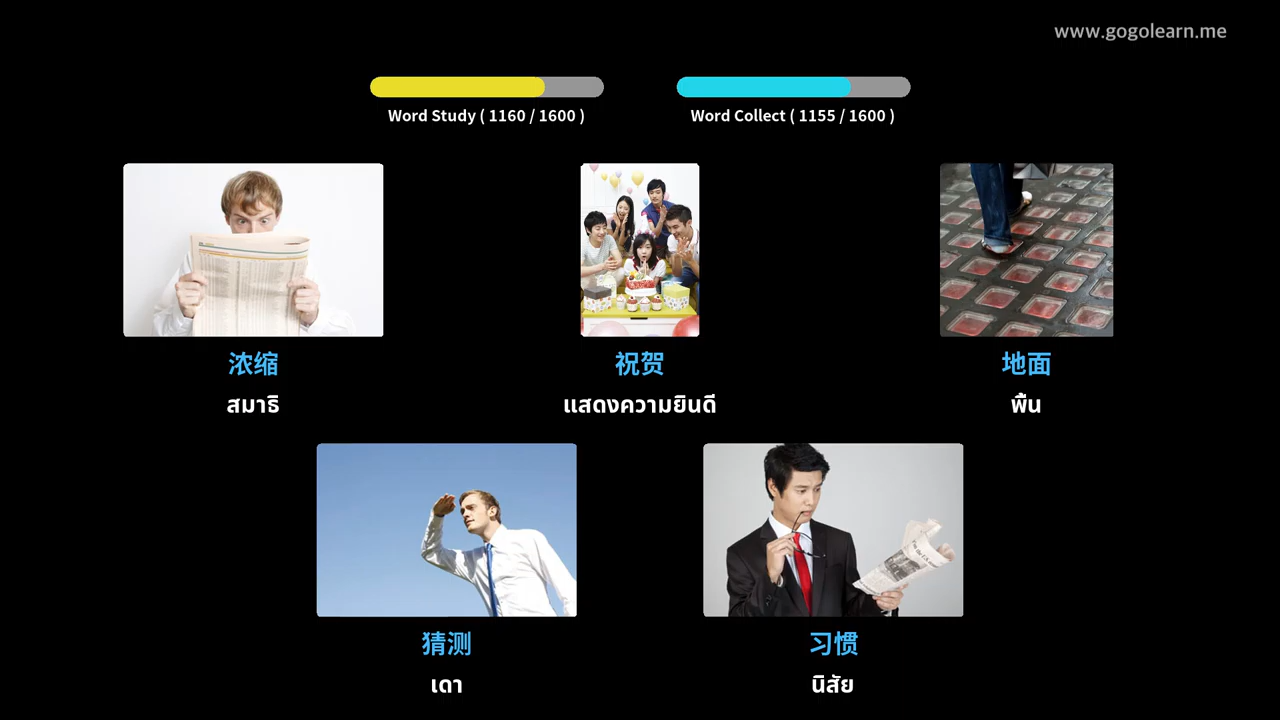 www.gogolearn.me
Word Study ( 1160 / 1600 )
Word Collect ( 1155 / 1600 )
浓缩
สมาธิ
祝贺
แสดงความยินดี
地面
พื้น
猜测
เดา
习惯
นิสัย